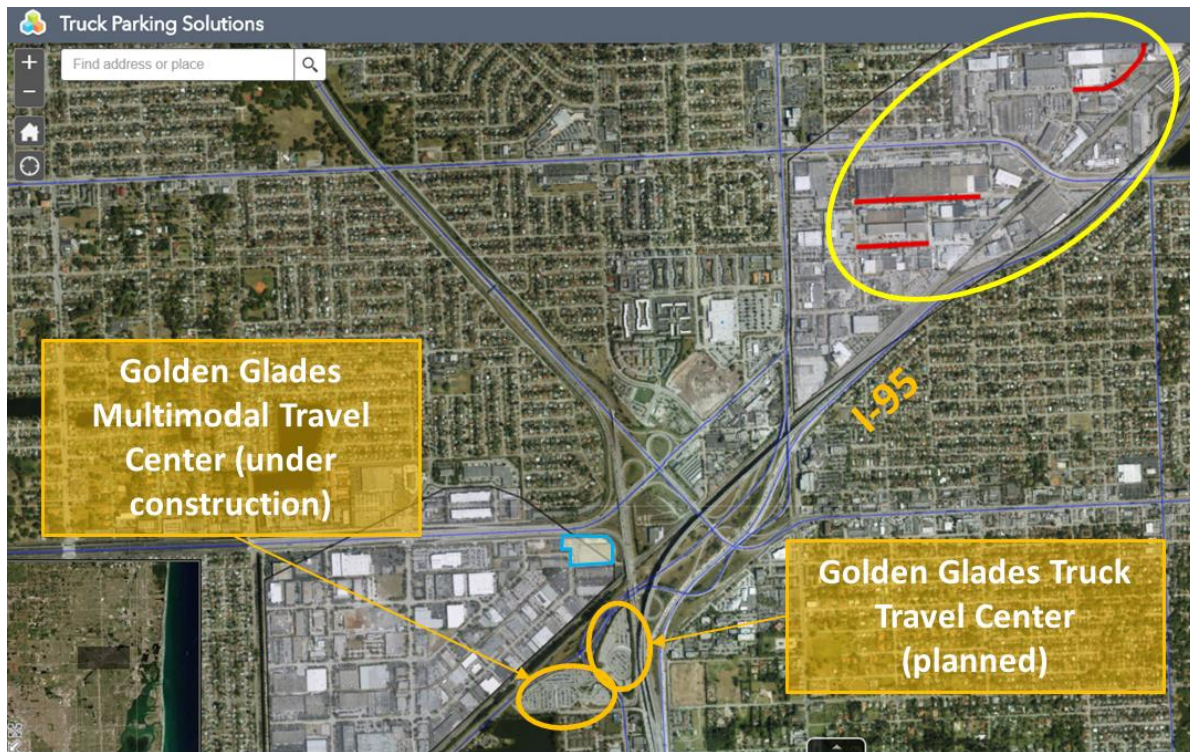 Truck Parking Solutions
+
Find address or place
−
I-95
Golden Glades
Multimodal Travel
Center (under
construction)
Golden Glades Truck
Travel Center
(planned)